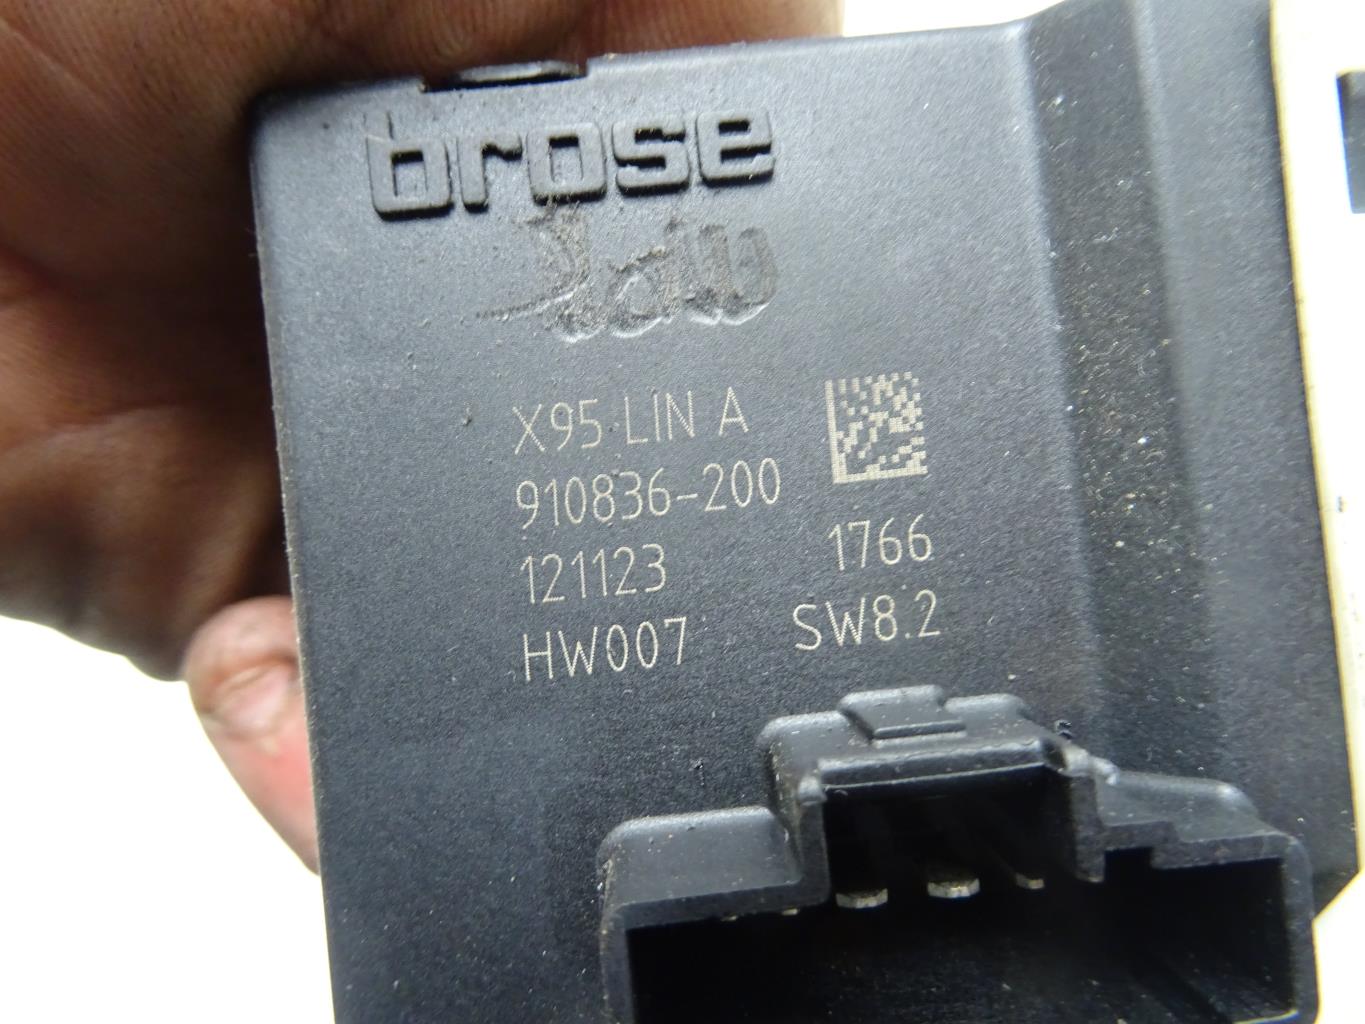 brose
X95 LIN A
910836-200
121123 1766
HW007 SW8.2